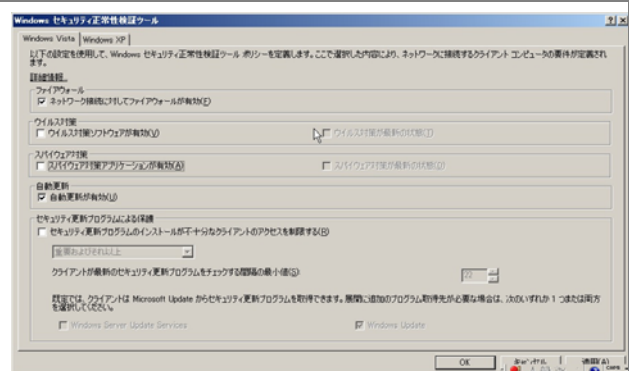 Windows セキュリティ正常性検証ツール
Windows Vista
Windows XP
以下の設定を使用して、Windows セキュリティ正常性検証ツール ポリシーを定義します。ここで選択した内容により、ネットワークに接続するクライアント コンピュータの要件が定義され
ます。
詳細情報...
ファイアウォール
ネットワーク接続に対してファイアウォールが有効(F)
ウイルス対策
ウイルス対策ソフトウェアが有効(V)
ウイルス対策が最新の状態(T)
スパイウェア対策
スパイウェア対策アプリケーションが有効(A)
スパイウェア対策が最新の状態(D)
自動更新
自動更新が有効(U)
セキュリティ更新プログラムによる保護
セキュリティ更新プログラムのインストールが不十分なクライアントのアクセスを制限する(R)
重要およびそれ以上
クライアントが最新のセキュリティ更新プログラムをチェックする間隔の最小値(S)
22
既定では、クライアントは Microsoft Update からセキュリティ更新プログラムを取得できます。展開に追加のプログラム取得先が必要な場合は、次のいずれか 1 つまたは両方
を選択してください。
Windows Server Update Services
Windows Update
OK
キャンセル
適用(A)
CAPS